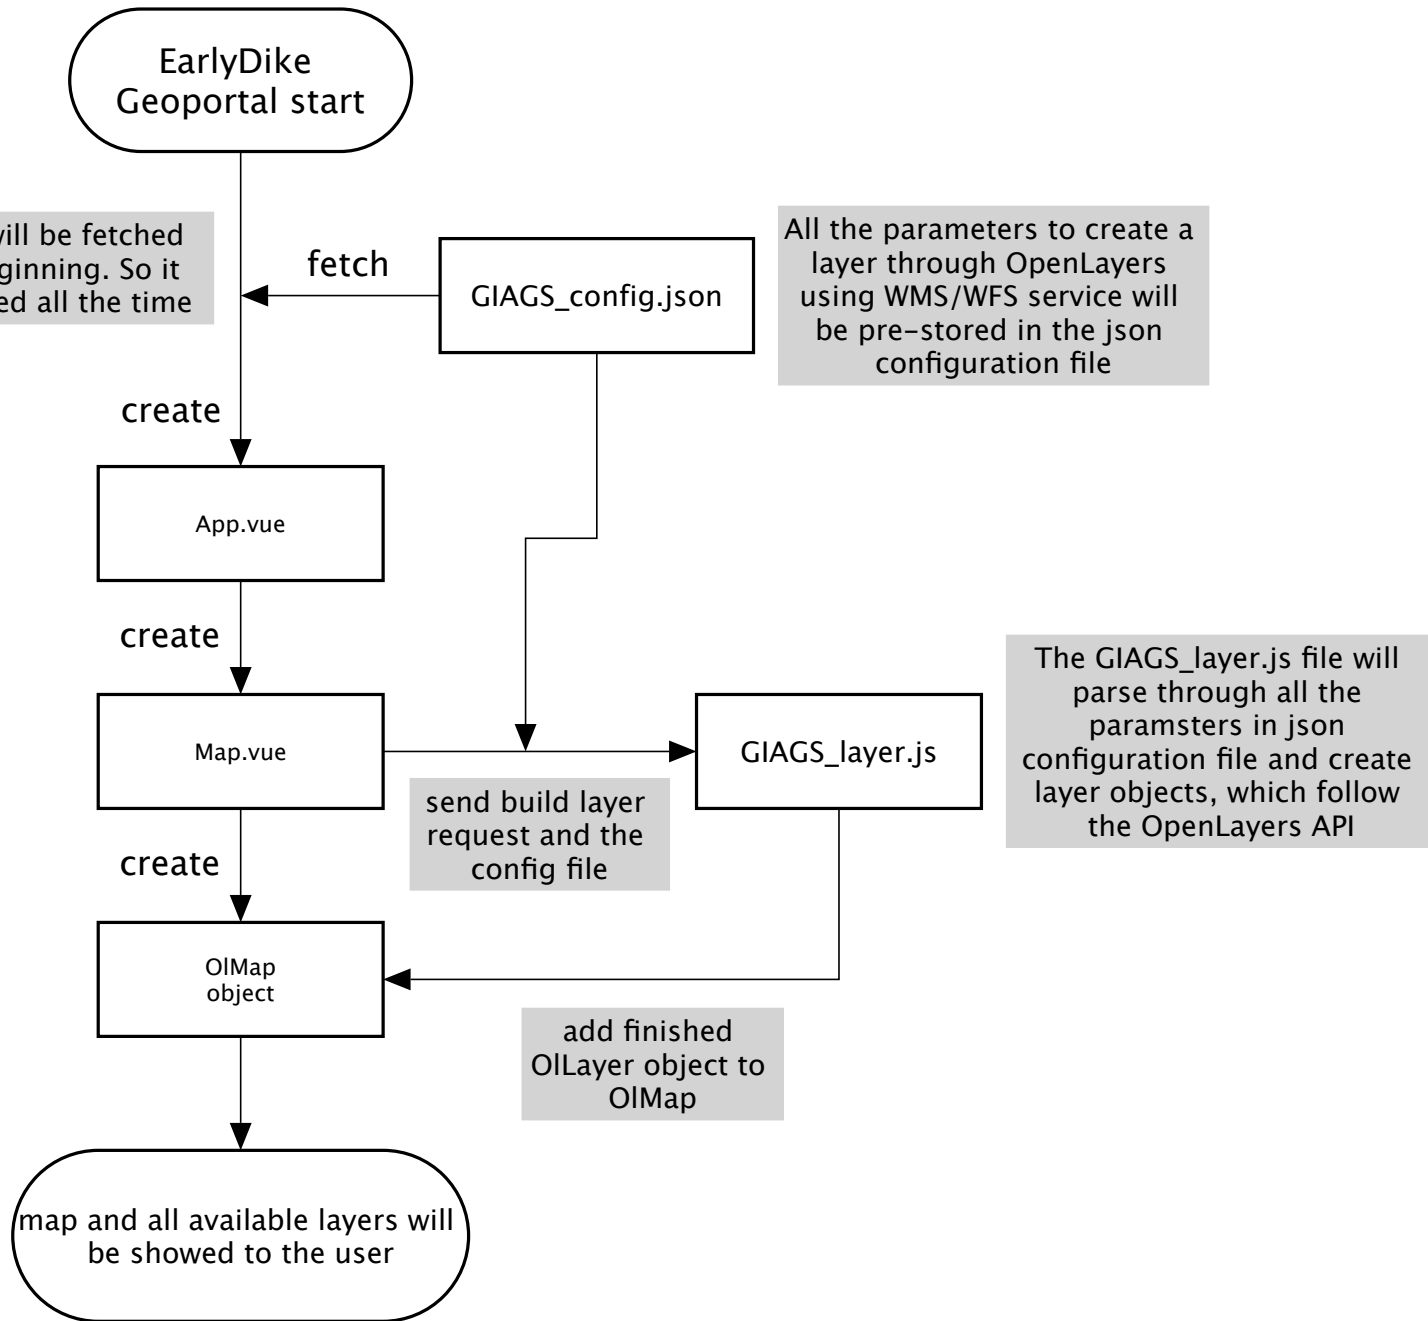 EarlyDike
Geoportal start
will be fetched
ginning. So it
ed all the time
fetch
GIAGS_config.json
All the parameters to create a
layer through OpenLayers
using WMS/WFS service will
be pre-stored in the json
configuration file
create
App.vue
create
Map.vue
GIAGS_layer.js
The GIAGS_layer.js file will
parse through all the
paramsters in json
configuration file and create
layer objects, which follow
the OpenLayers API
send build layer
request and the
config file
create
OlMap
object
add finished
OlLayer object to
OlMap
map and all available layers will
be showed to the user